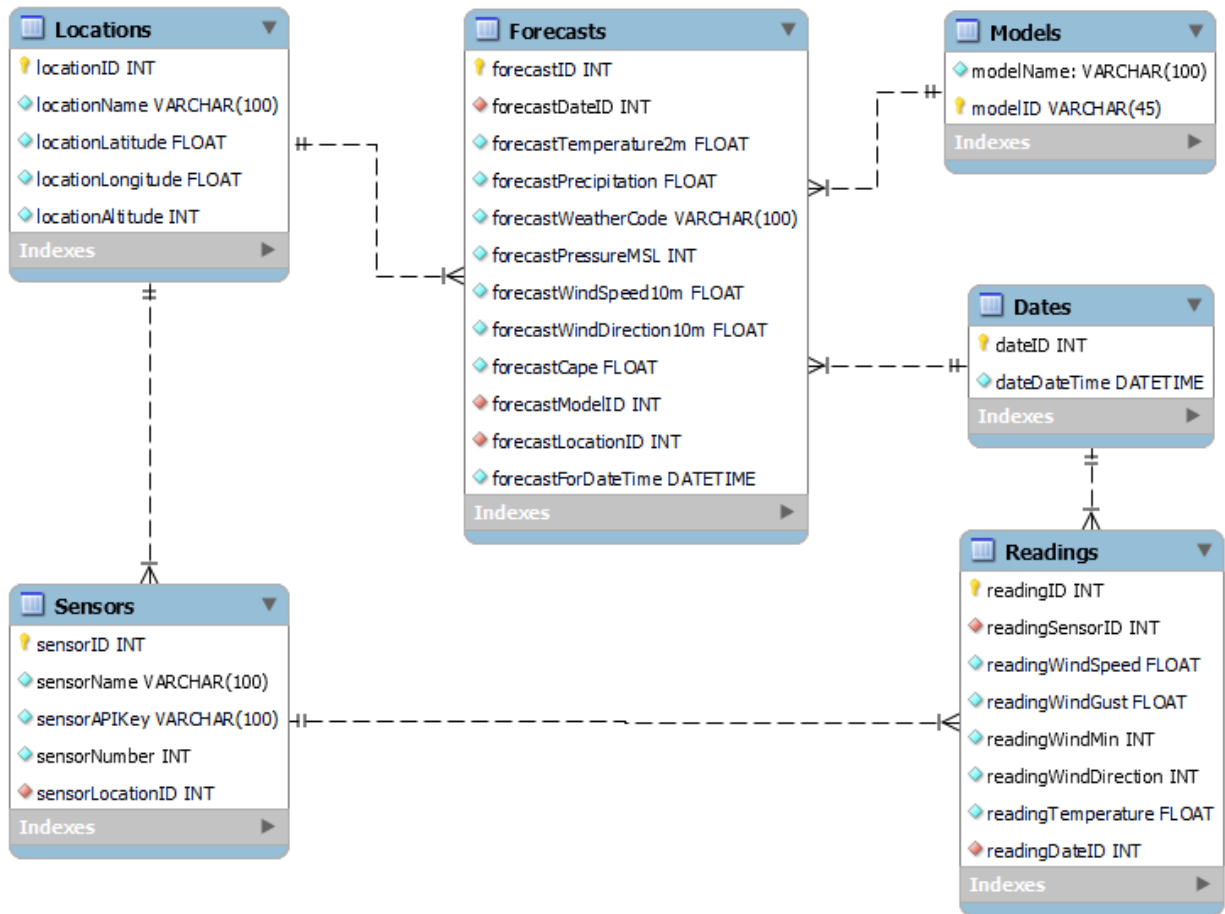 Locations
locationID INT
locationName VARCHAR(100)
locationLatitude FLOAT
locationLongitude FLOAT
locationAltitude INT
Indexes
Forecasts
forecastID INT
forecastDateID INT
forecastTemperature2m FLOAT
forecastPrecipitation FLOAT
forecastWeatherCode VARCHAR(100)
forecastPressureMSL INT
forecastWindSpeed10m FLOAT
forecastWindDirection10m FLOAT
forecastCape FLOAT
forecastModelID INT
forecastLocationID INT
forecastForDateTime DATETIME
Indexes
Models
modelName: VARCHAR(100)
modelID VARCHAR(45)
Indexes
Dates
dateID INT
dateDateTime DATETIME
Indexes
Sensors
sensorID INT
sensorName VARCHAR(100)
sensorAPIKey VARCHAR(100)
sensorNumber INT
sensorLocationID INT
Indexes
Readings
readingID INT
readingSensorID INT
readingWindSpeed FLOAT
readingWindGust FLOAT
readingWindMin INT
readingWindDirection INT
readingTemperature FLOAT
readingDateID INT
Indexes